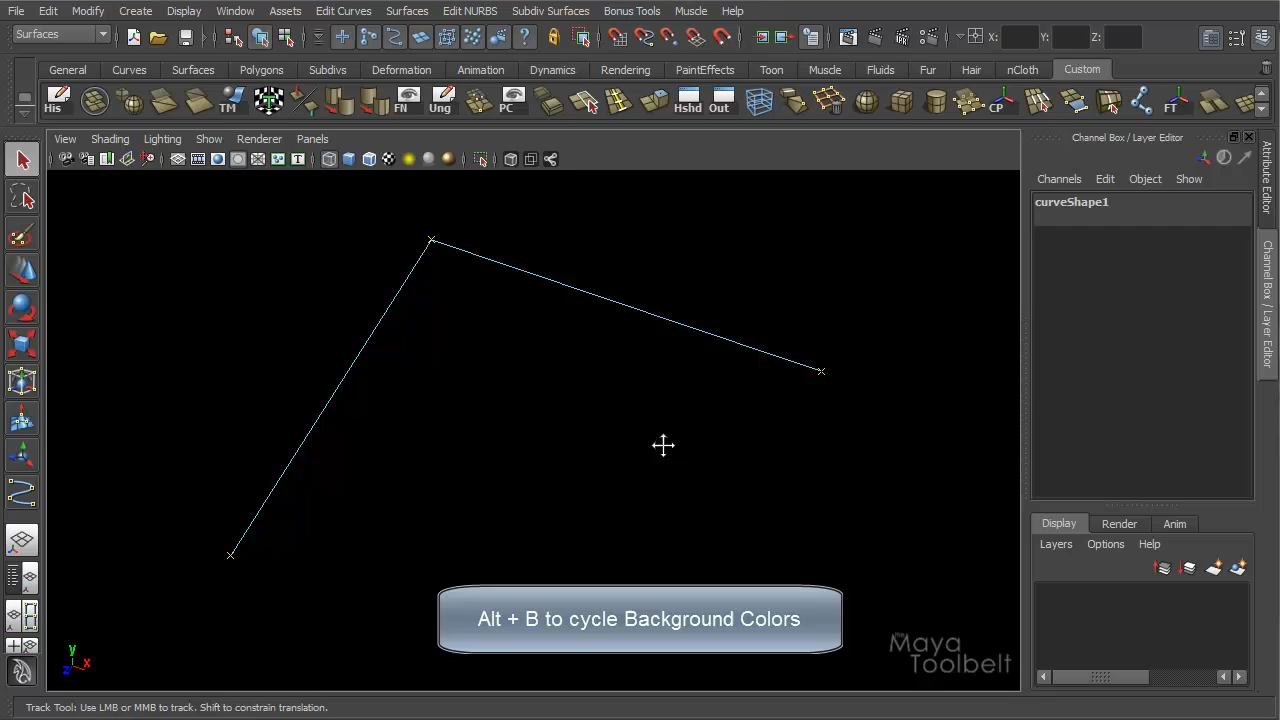 File Edit Modify Create Display Window Assets Edit Curves Surfaces Edit NURBS Subdiv Surfaces Bonus Tools Muscle Help
Surfaces X: Y: Z:
General Curves Surfaces Polygons Subdivs Deformation Animation Dynamics Rendering PaintEffects Toon Muscle Fluids Fur Hair nCloth Custom
His TM FN Ung PC Hshd Out CP FT
View Shading Lighting Show Renderer Panels
Channel Box / Layer Editor
Channels Edit Object Show
curveShape1
Attribute Editor
Channel Box / Layer Editor
Display Render Anim
Layers Options Help
Alt + B to cycle Background Colors
Maya
Toolbelt
y
z x
Track Tool: Use LMB or MMB to track. Shift to constrain translation.